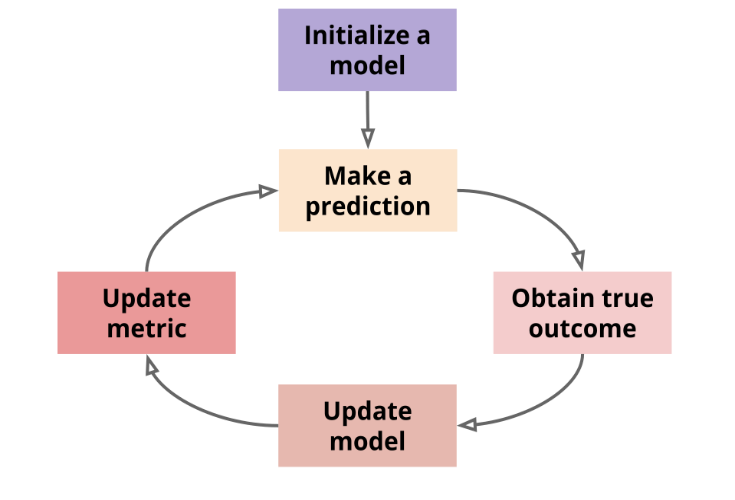 Initialize a
model
Make a
prediction
Obtain true
outcome
Update
model
Update
metric